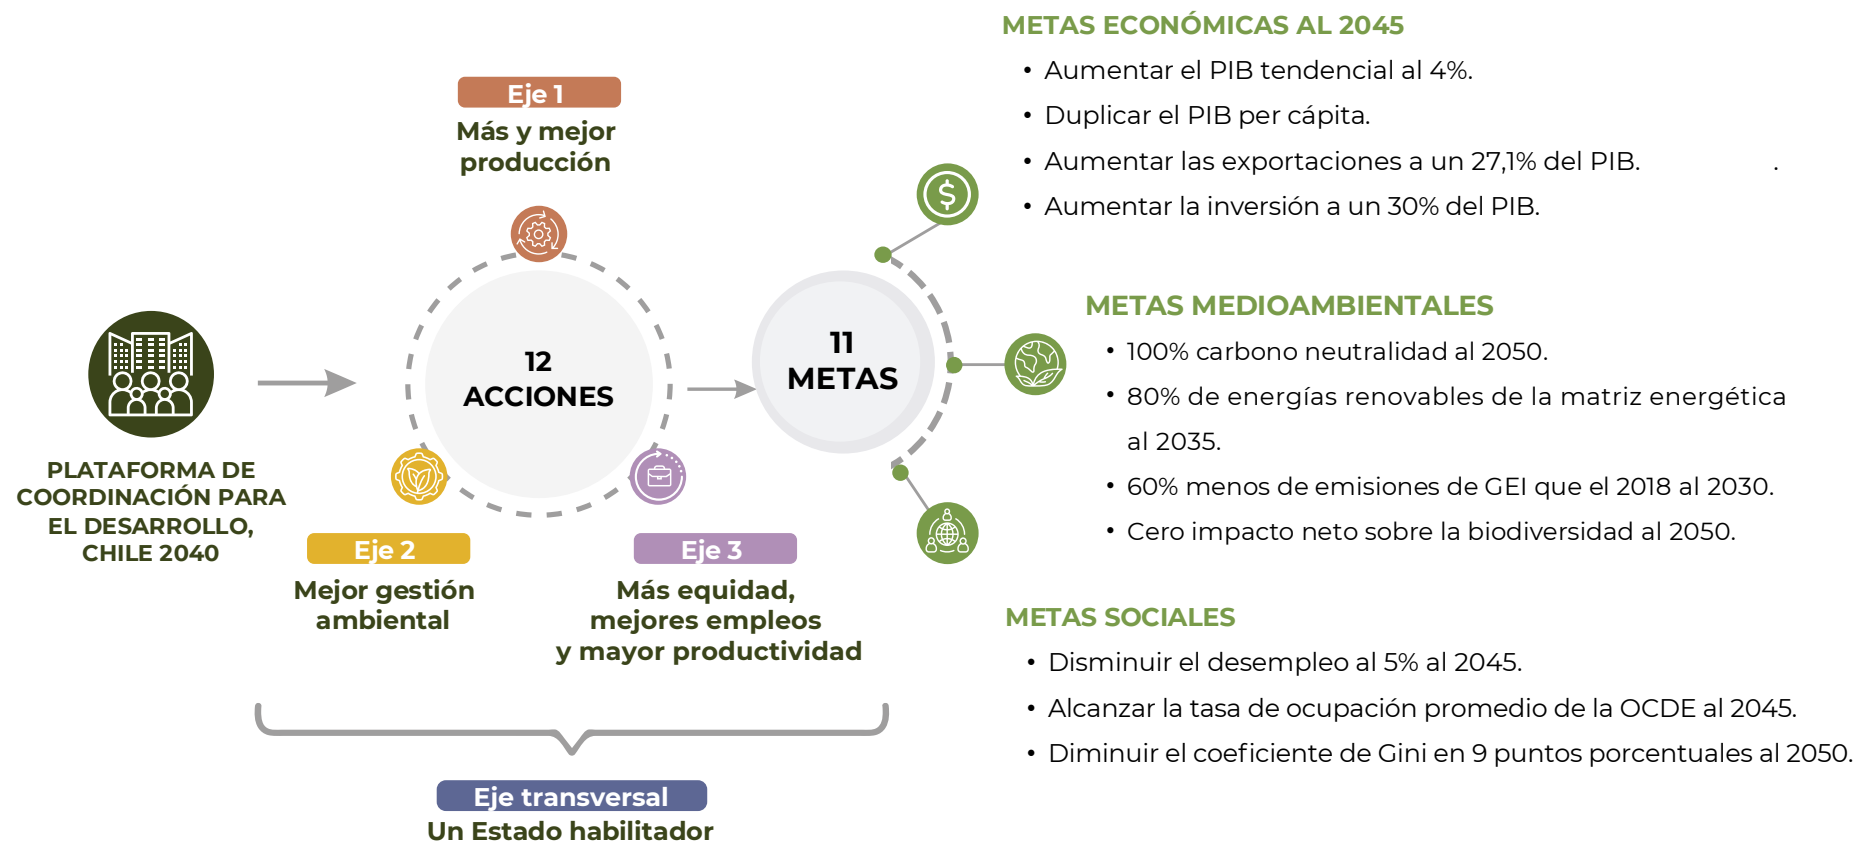 PLATAFORMA DE
COORDINACIÓN PARA
EL DESARROLLO,
CHILE 2040
Eje 1
Más y mejor
producción
12
ACCIONES
Eje 2
Mejor gestión
ambiental
Eje 3
Más equidad,
mejores empleos
y mayor productividad
Eje transversal
Un Estado habilitador
11
METAS
METAS ECONÓMICAS AL 2045
• Aumentar el PIB tendencial al 4%.
• Duplicar el PIB per cápita.
• Aumentar las exportaciones a un 27,1% del PIB. .
• Aumentar la inversión a un 30% del PIB.
METAS MEDIOAMBIENTALES
• 100% carbono neutralidad al 2050.
• 80% de energías renovables de la matriz energética
al 2035.
• 60% menos de emisiones de GEI que el 2018 al 2030.
• Cero impacto neto sobre la biodiversidad al 2050.
METAS SOCIALES
• Disminuir el desempleo al 5% al 2045.
• Alcanzar la tasa de ocupación promedio de la OCDE al 2045.
• Diminuir el coeficiente de Gini en 9 puntos porcentuales al 2050.